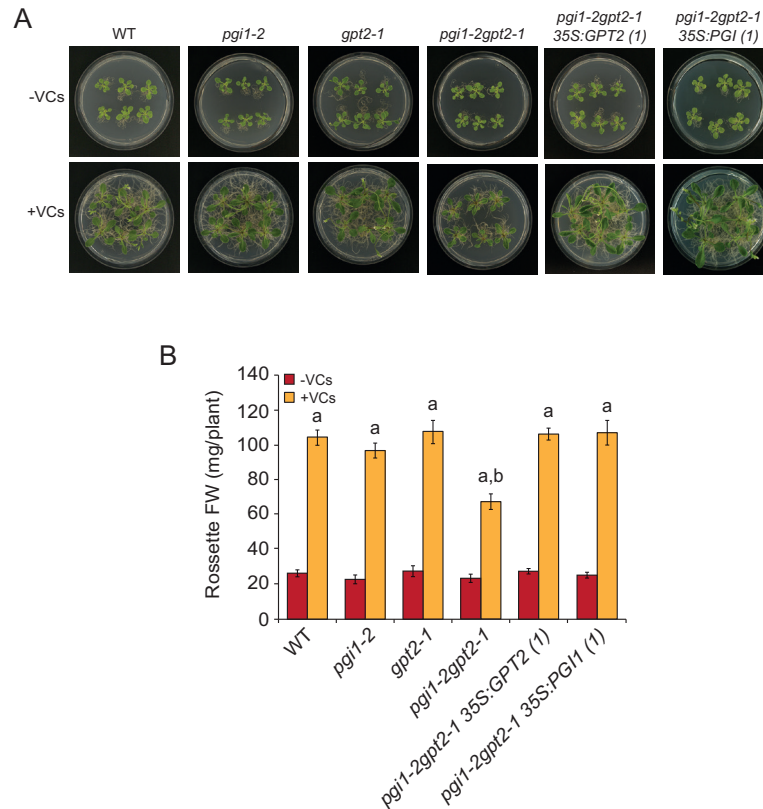 A
WT
pgi1-2
gpt2-1
pgi1-2gpt2-1
pgi1-2gpt2-1
35S:GPT2 (1)
pgi1-2gpt2-1
35S:PGI (1)
-VCs
+VCs
B
-VCs
+VCs
Rossette FW (mg/plant)
140
120
100
80
60
40
20
0
a
a
a
a,b
a
a
WT
pgi1-2
gpt2-1
pgi1-2gpt2-1
pgi1-2gpt2-1 35S:GPT2 (1)
pgi1-2gpt2-1 35S:PGI1 (1)